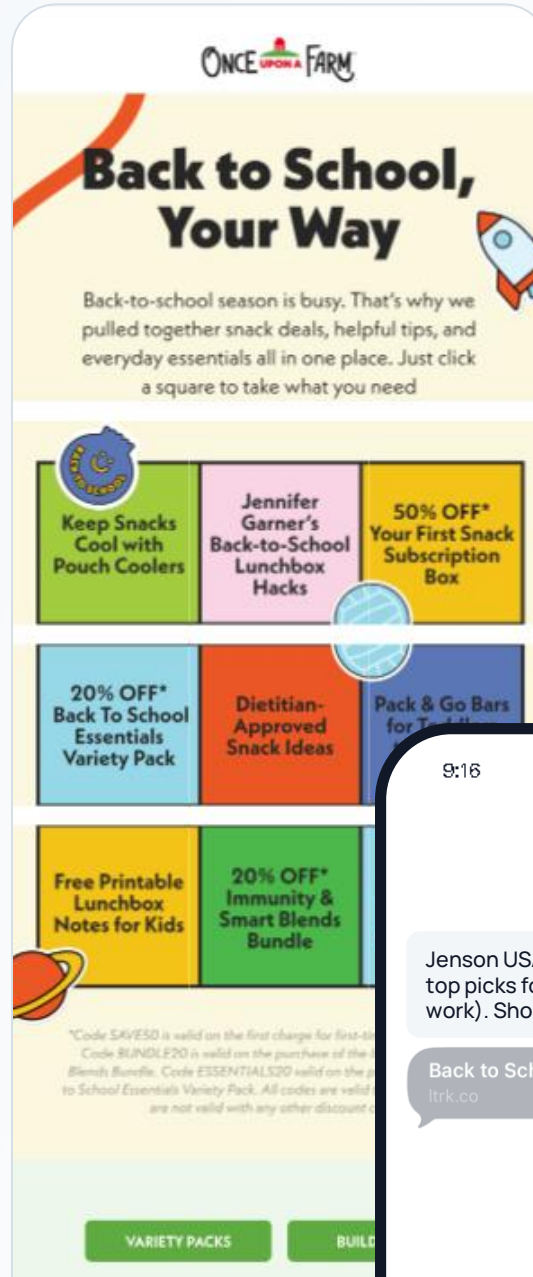 ONCE UPON A FARM
Back to School,
Your Way
Back-to-school season is busy. That's why we
pulled together snack deals, helpful tips, and
everyday essentials all in one place. Just click
a square to take what you need
BACK TO SCHOOL
Keep Snacks
Cool with
Pouch Coolers
Jennifer
Garner's
Back-to-School
Lunchbox
Hacks
50% OFF*
Your First Snack
Subscription
Box
20% OFF*
Back To School
Essentials
Variety Pack
Dietitian-
Approved
Snack Ideas
Pack & Go Bars
for
Free Printable
Lunchbox
Notes for Kids
20% OFF*
Immunity &
Smart Blends
Bundle
*Code SAVE50 is valid on the first charge for
Code BUNDLE20 is valid on the purchase of the
Blends Bundle. Code ESSENTIALS20 valid on the
to School Essentials Variety Pack. All codes are valid
are not valid with any other discount
VARIETY PACKS
BUILD
9:16
Jenson USA
top picks fo
work). Sho
Back to Sch
ltrk.co